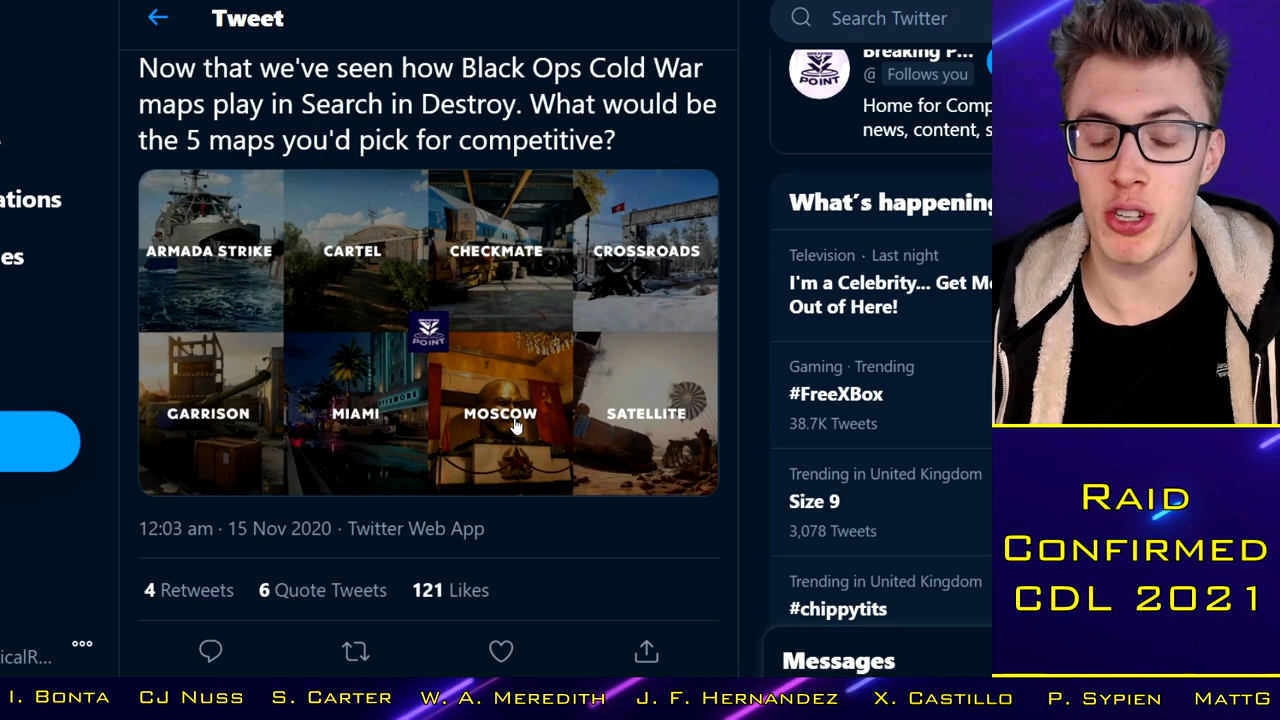 Tweet
Now that we've seen how Black Ops Cold War
maps play in Search in Destroy. What would be
the 5 maps you'd pick for competitive?
ARMADA STRIKE
CARTEL
CHECKMATE
CROSSROADS
BREAKING
POINT
GARRISON
MIAMI
MOSCOW
SATELLITE
12:03 am · 15 Nov 2020 · Twitter Web App
4 Retweets 6 Quote Tweets 121 Likes
ations
es
icalR...
Search Twitter
Breaking P...
@ Follows you
POINT
Home for Comp
news, content, s
What's happening
Television · Last night
I'm a Celebrity... Get Me
Out of Here!
Gaming · Trending
#FreeXBox
38.7K Tweets
Trending in United Kingdom
Size 9
3,078 Tweets
Trending in United Kingdom
#chippytits
Messages
Raid
Confirmed
CDL 2021
I. Bonta CJ Nuss S. Carter W. A. Meredith J. F. Hernandez X. Castillo P. Sypien MattG